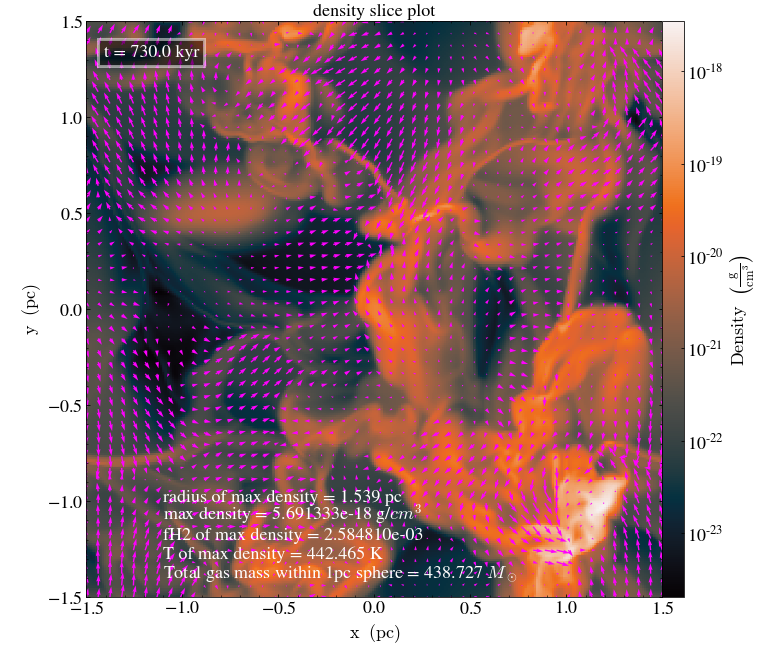 density slice plot
t = 730.0 kyr
1.5
1.0
0.5
0.0
−0.5
−1.0
−1.5
y (pc)
radius of max density = 1.539 pc
max density = 5.691333e-18 g/cm³
fH2 of max density = 2.584810e-03
T of max density = 442.465 K
Total gas mass within 1pc sphere = 438.727 M☉
−1.5 −1.0 −0.5 0.0 0.5 1.0 1.5
x (pc)
10⁻¹⁸
10⁻¹⁹
10⁻²⁰
10⁻²¹
10⁻²²
10⁻²³
Density (g/cm³)